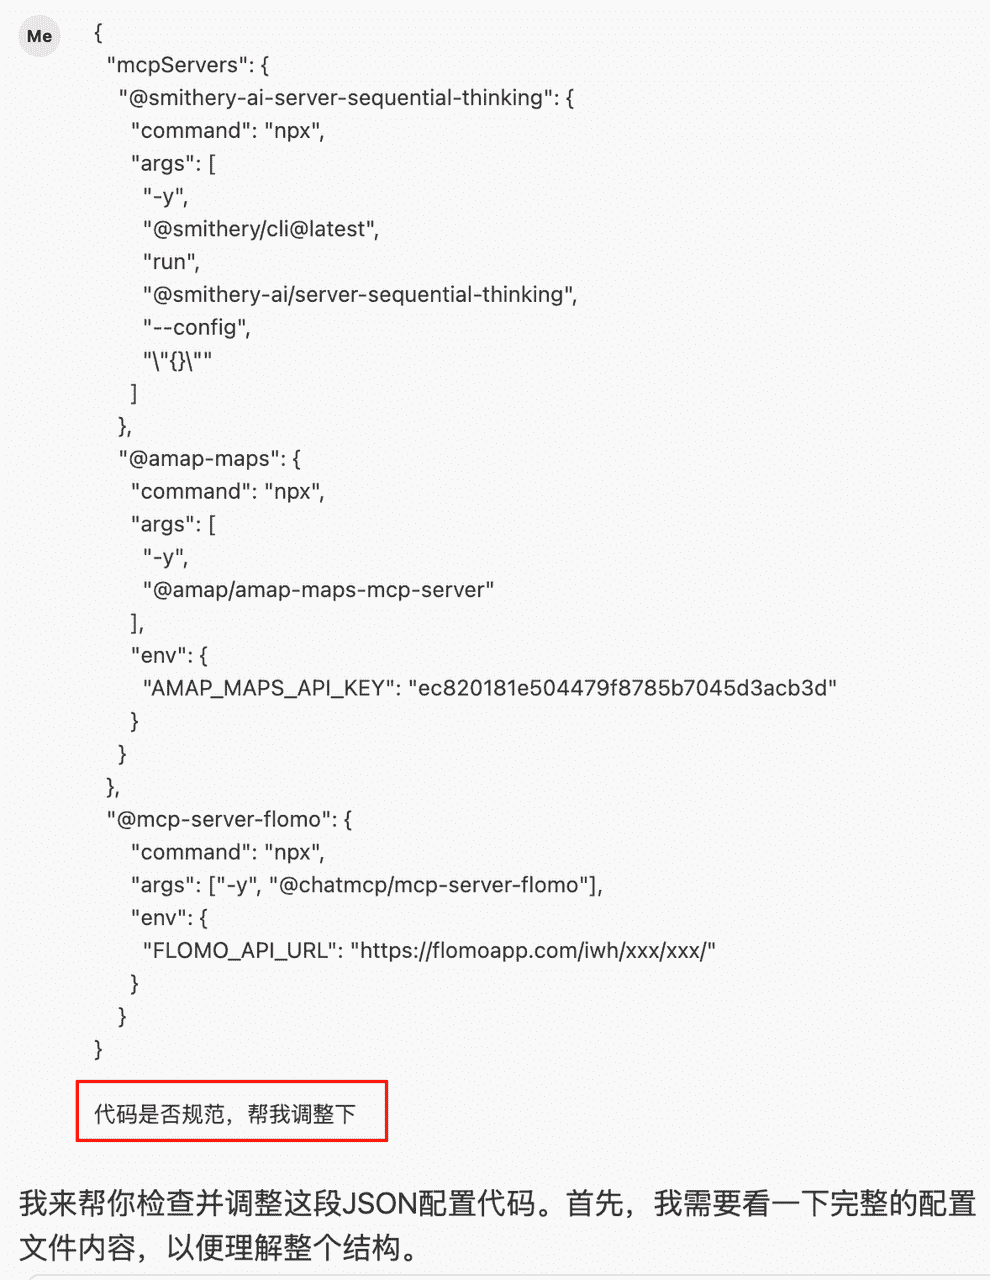 Me
{
"mcpServers": {
"@smithery-ai-server-sequential-thinking": {
"command": "npx",
"args": [
"-y",
"@smithery/cli@latest",
"run",
"@smithery-ai/server-sequential-thinking",
"--config",
"\"{}\""
]
},
"@amap-maps": {
"command": "npx",
"args": [
"-y",
"@amap/amap-maps-mcp-server"
],
"env": {
"AMAP_MAPS_API_KEY": "ec820181e504479f8785b7045d3acb3d"
}
}
},
"@mcp-server-flomo": {
"command": "npx",
"args": ["-y", "@chatmcp/mcp-server-flomo"],
"env": {
"FLOMO_API_URL": "https://flomoapp.com/iwh/xxx/xxx/"
}
}
}
代码是否规范，帮我调整下
我来帮你检查并调整这段JSON配置代码。首先，我需要看一下完整的配置
文件内容，以便理解整个结构。